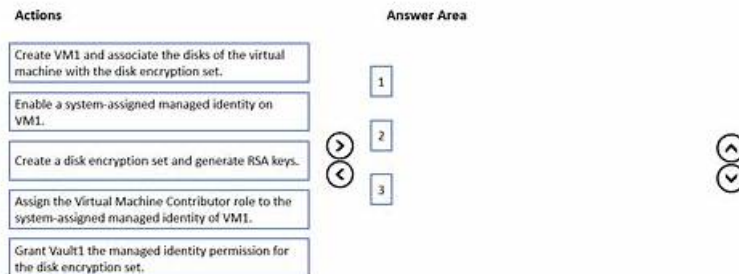 Actions
Answer Area
Create VM1 and associate the disks of the virtual
machine with the disk encryption set.
Enable a system-assigned managed identity on
VM1.
Create a disk encryption set and generate RSA keys.
Assign the Virtual Machine Contributor role to the
system-assigned managed identity of VM1.
Grant Vault1 the managed identity permission for
the disk encryption set.
1
2
3